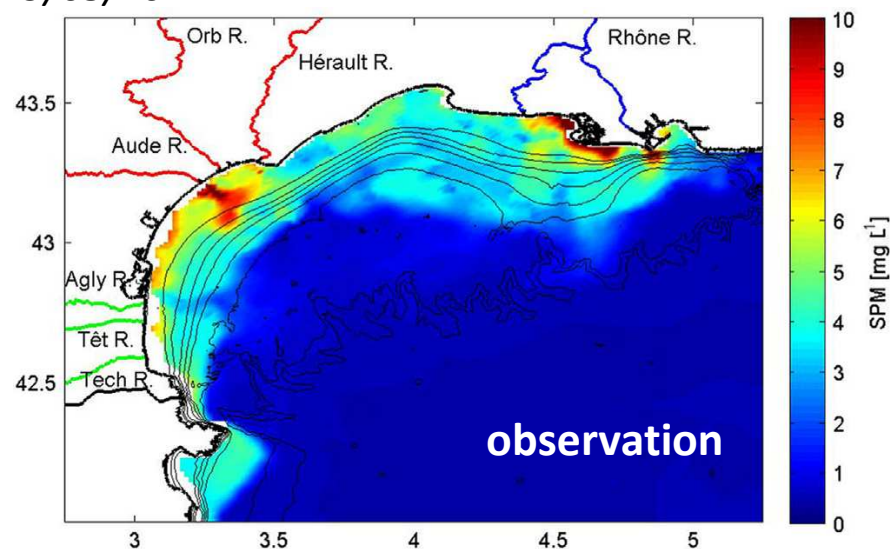 Orb R.
Hérault R.
Rhône R.
Aude R.
Agly R.
Têt R.
Tech R.
observation
43.5
43
42.5
3
3.5
4
4.5
5
10
9
8
7
6
5
4
3
2
1
0
SPM [mg L¹]